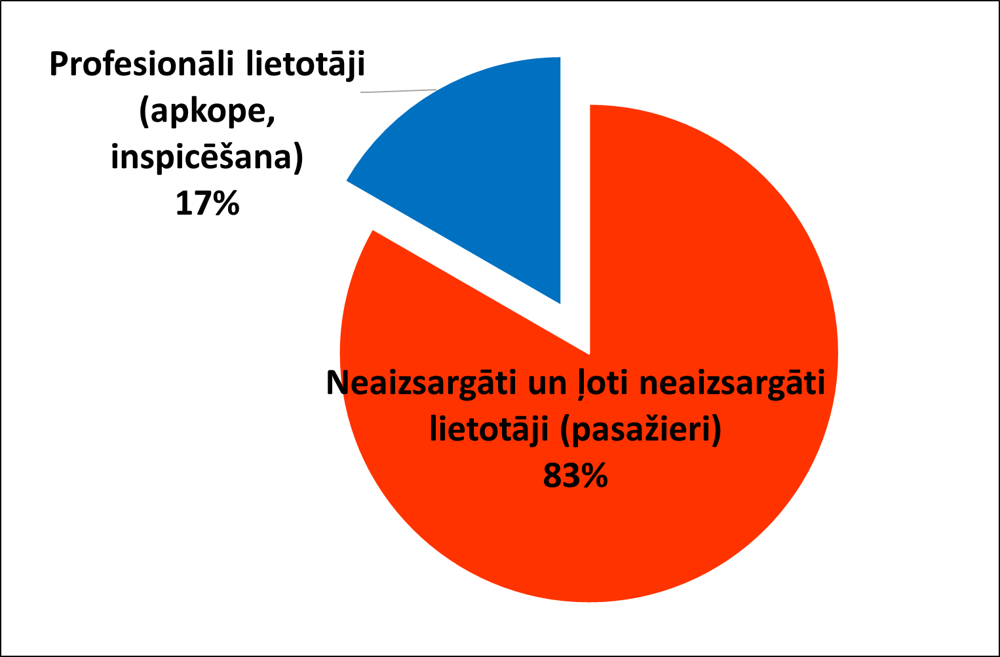 Profesionāli lietotāji
(apkope,
inspicēšana)
17%
Neaizsargāti un ļoti neaizsargāti
lietotāji (pasažieri)
83%